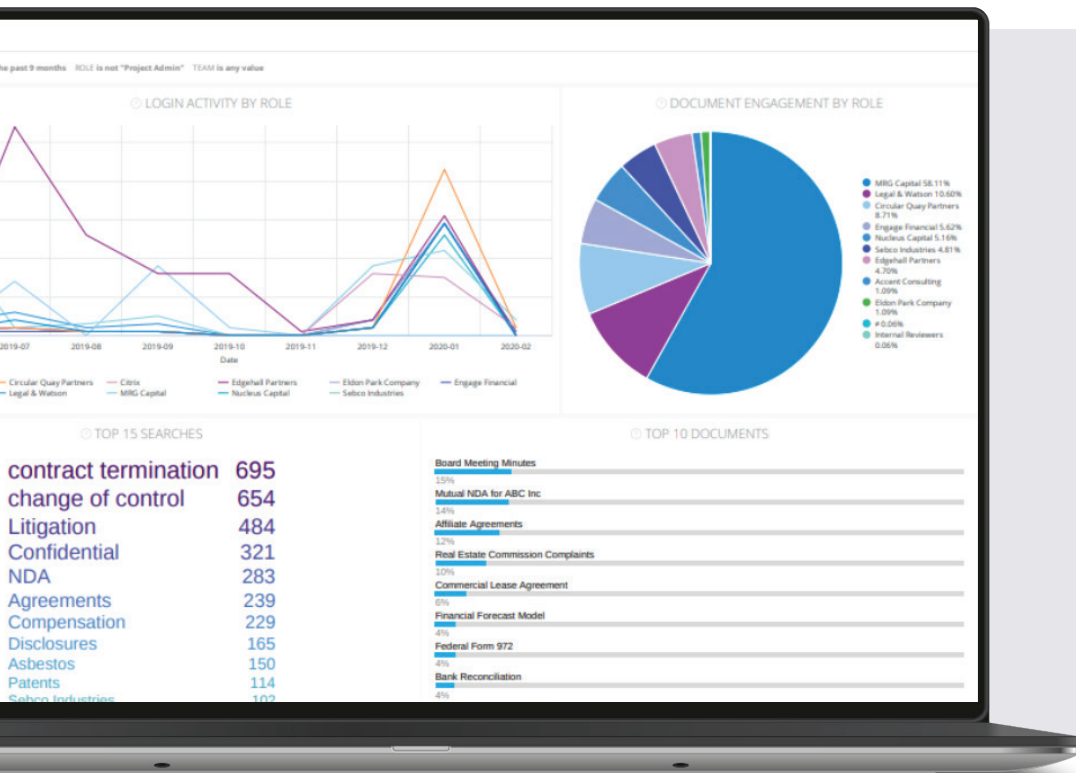 he past 9 months ROLE is not "Project Admin" TEAM is any value
LOGIN ACTIVITY BY ROLE
2019-07 2019-08 2019-09 2019-10 2019-11 2019-12 2020-01 2020-02
Date
Circular Quay Partners Citrix Edgehall Partners Eldon Park Company Engage Financial
Legal & Watson MRG Capital Nucleus Capital Sebco Industries
DOCUMENT ENGAGEMENT BY ROLE
MRG Capital 58.11%
Legal & Watson 10.60%
Circular Quay Partners
8.71%
Engage Financial 5.62%
Nucleus Capital 5.16%
Sebco Industries 4.81%
Edgehall Partners
4.70%
Accent Consulting
1.09%
Eldon Park Company
1.09%
# 0.06%
Internal Reviewers
0.06%
TOP 15 SEARCHES
contract termination 695
change of control 654
Litigation 484
Confidential 321
NDA 283
Agreements 239
Compensation 229
Disclosures 165
Asbestos 150
Patents 114
Sebco Industries 102
TOP 10 DOCUMENTS
Board Meeting Minutes
15%
Mutual NDA for ABC Inc
14%
Affiliate Agreements
12%
Real Estate Commission Complaints
10%
Commercial Lease Agreement
6%
Financial Forecast Model
4%
Federal Form 972
4%
Bank Reconciliation
4%